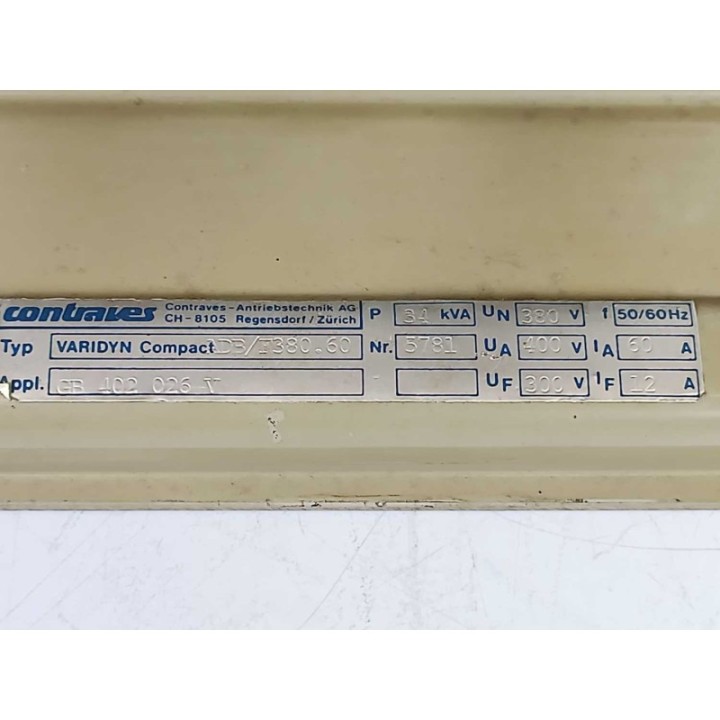 contraves Contraves-Antriebstechnik AG CH-8105 Regensdorf/Zürich P 34 kVA UN 380 V f 50/60Hz
Typ VARIDYN Compact ADB/F380.60 Nr. 5781 UA 400 V IA 60 A
Appl. GB 402 026 V - UF 300 V IF 12 A